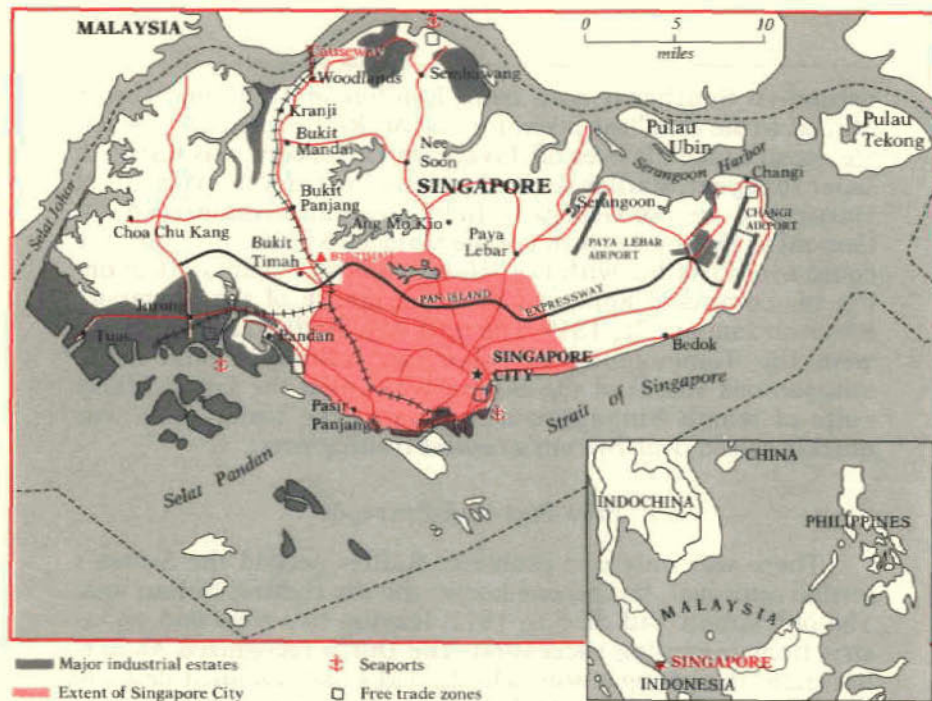 MALAYSIA
0 5 10
miles
Causeway
Woodlands
Sembawang
Kranji
Bukit
Mandai
Nee
Soon
Pulau
Ubin
Pulau
Tekong
Serangoon Harbor
Changi
SINGAPORE
Selat Johor
Bukit
Panjang
Choa Chu Kang
Ang Mo Kio
Serangoon
CHANGI
AIRPORT
Bukit
Timah
Paya
Lebar
PAYA LEBAR
AIRPORT
PAN-ISLAND EXPRESSWAY
Jurong
Tuas
Pandan
Bedok
SINGAPORE
CITY
Pasir
Panjang
Strait of Singapore
Selat Pandan
CHINA
INDOCHINA
PHILIPPINES
MALAYSIA
SINGAPORE
INDONESIA
Major industrial estates
Seaports
Extent of Singapore City
Free trade zones